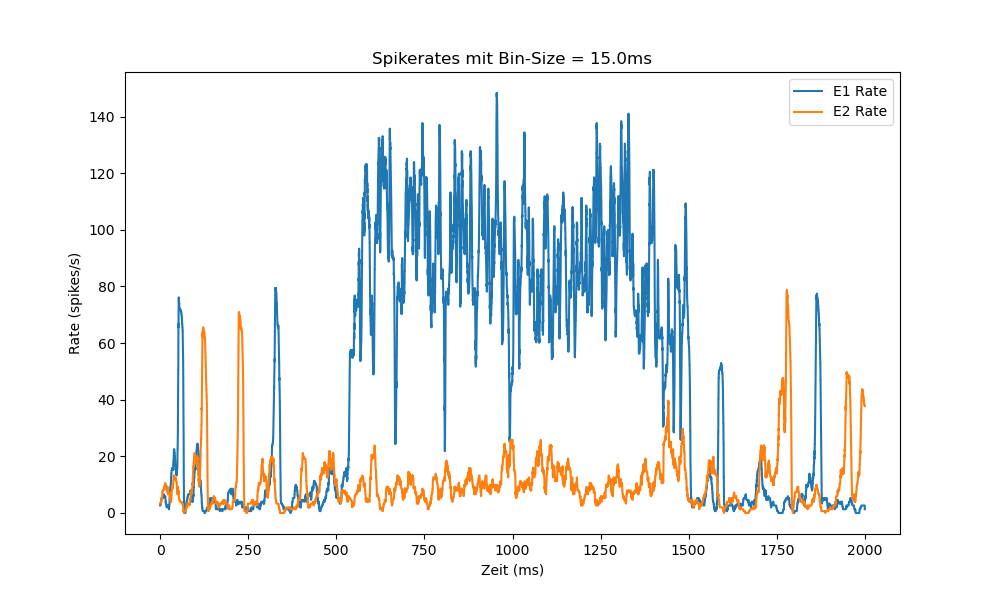 Spikerates mit Bin-Size = 15.0ms
E1 Rate
E2 Rate
140
120
100
80
60
40
20
0
Rate (spikes/s)
0 250 500 750 1000 1250 1500 1750 2000
Zeit (ms)